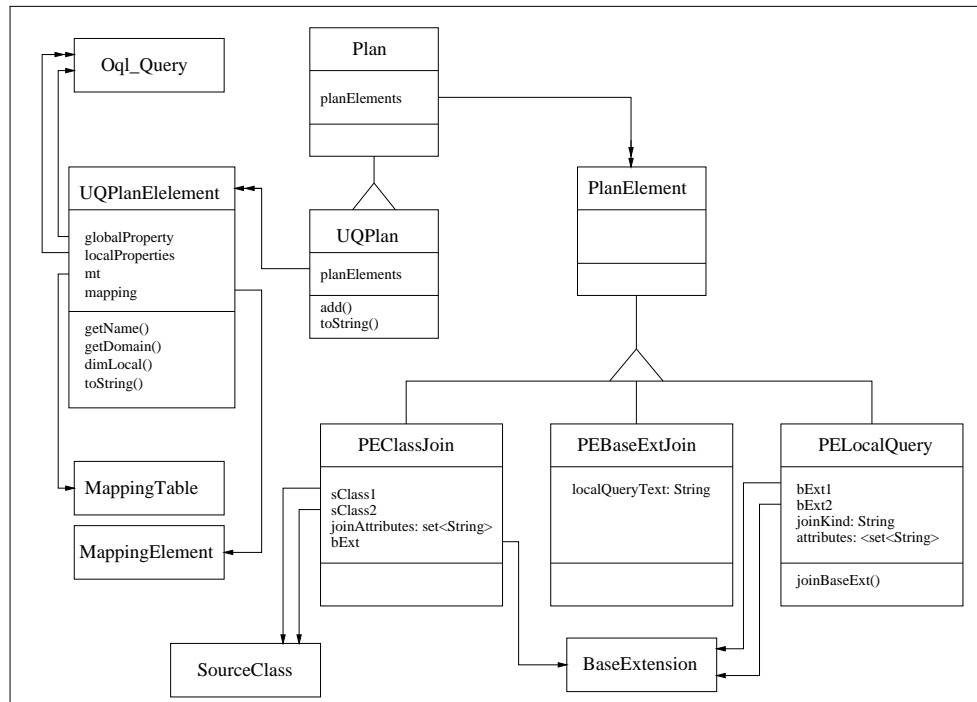 Oql_Query
Plan
planElements
UQPlanElelement
globalProperty
localProperties
mt
mapping
getName()
getDomain()
dimLocal()
toString()
UQPlan
planElements
add()
toString()
PlanElement
PEClassJoin
sClass1
sClass2
joinAttributes: set<String>
bExt
PEBaseExtJoin
localQueryText: String
PELocalQuery
bExt1
bExt2
joinKind: String
attributes: <set<String>
joinBaseExt()
MappingTable
MappingElement
SourceClass
BaseExtension